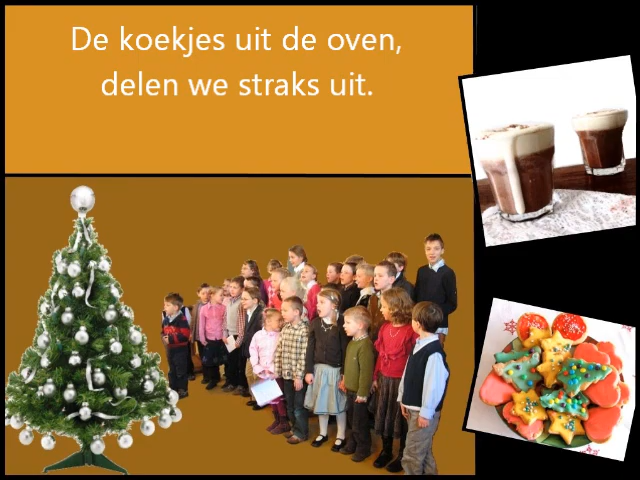 De koekjes uit de oven,
delen we straks uit.